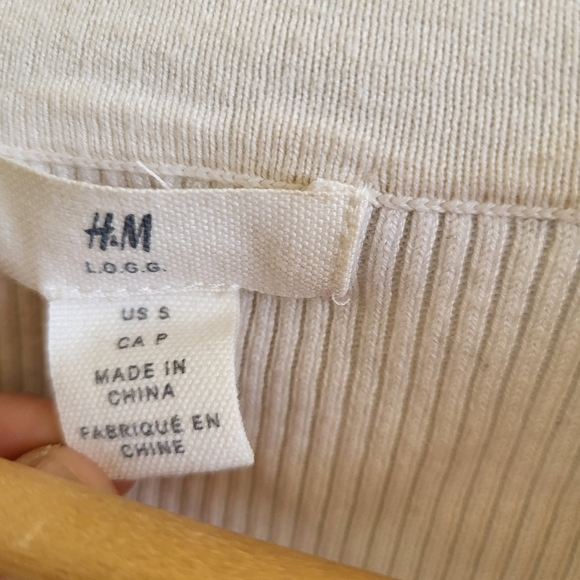 H&M
L.O.G.G.
US S
CA P
MADE IN
CHINA
FABRIQUÉ EN
CHINE